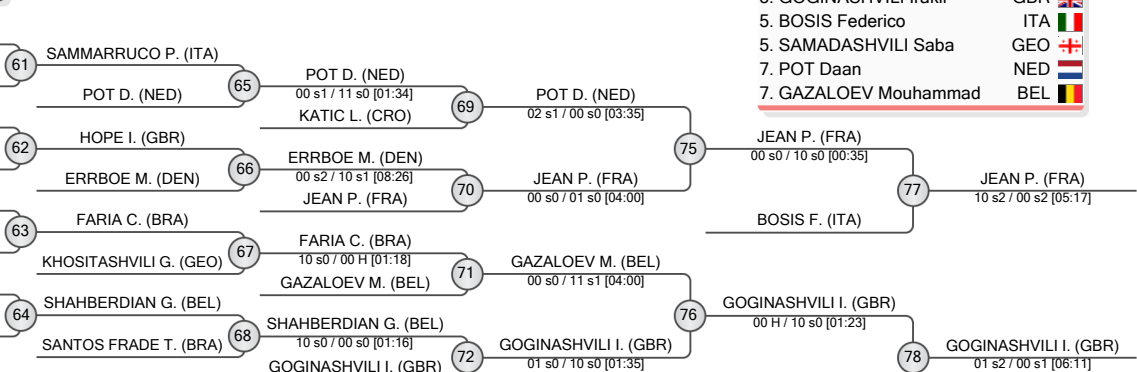 5. BOSIS Federico ITA
5. SAMADASHVILI Saba GEO
7. POT Daan NED
7. GAZALOEV Mouhammad BEL
61
SAMMARRUCO P. (ITA)
POT D. (NED)
65
POT D. (NED)
00 s1 / 11 s0 [01:34]
KATIC L. (CRO)
69
POT D. (NED)
02 s1 / 00 s0 [03:35]
62
HOPE I. (GBR)
ERRBOE M. (DEN)
66
ERRBOE M. (DEN)
00 s2 / 10 s1 [08:26]
JEAN P. (FRA)
70
JEAN P. (FRA)
00 s0 / 01 s0 [04:00]
75
JEAN P. (FRA)
00 s0 / 10 s0 [00:35]
BOSIS F. (ITA)
77
JEAN P. (FRA)
10 s2 / 00 s2 [05:17]
63
FARIA C. (BRA)
KHOSITASHVILI G. (GEO)
67
FARIA C. (BRA)
10 s0 / 00 H [01:18]
GAZALOEV M. (BEL)
71
GAZALOEV M. (BEL)
00 s0 / 11 s1 [04:00]
64
SHAHBERDIAN G. (BEL)
SANTOS FRADE T. (BRA)
68
SHAHBERDIAN G. (BEL)
10 s0 / 00 s0 [01:16]
GOGINASHVILI I. (GBR)
72
GOGINASHVILI I. (GBR)
01 s0 / 10 s0 [01:35]
76
GOGINASHVILI I. (GBR)
00 H / 10 s0 [01:23]
78
GOGINASHVILI I. (GBR)
01 s2 / 00 s1 [06:11]